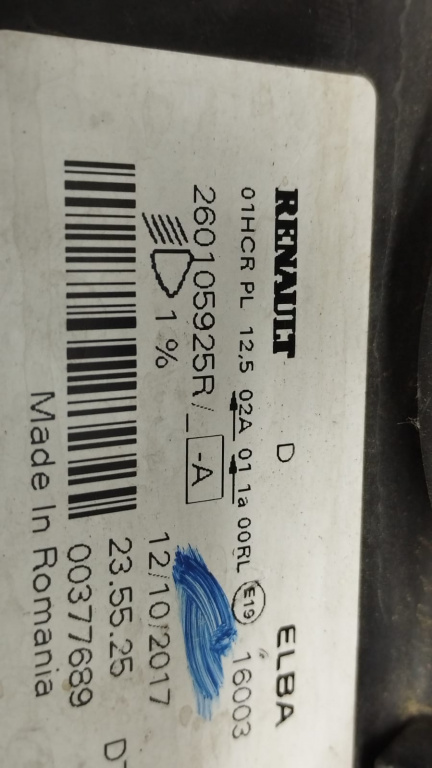 RENAULT D ELBA
01HCR PL 12,5 02A 01 1a 00RL E19 16003
260105925R/_ -A
1 % 12/10/2017
23.55.25
00377689
Made In Romania